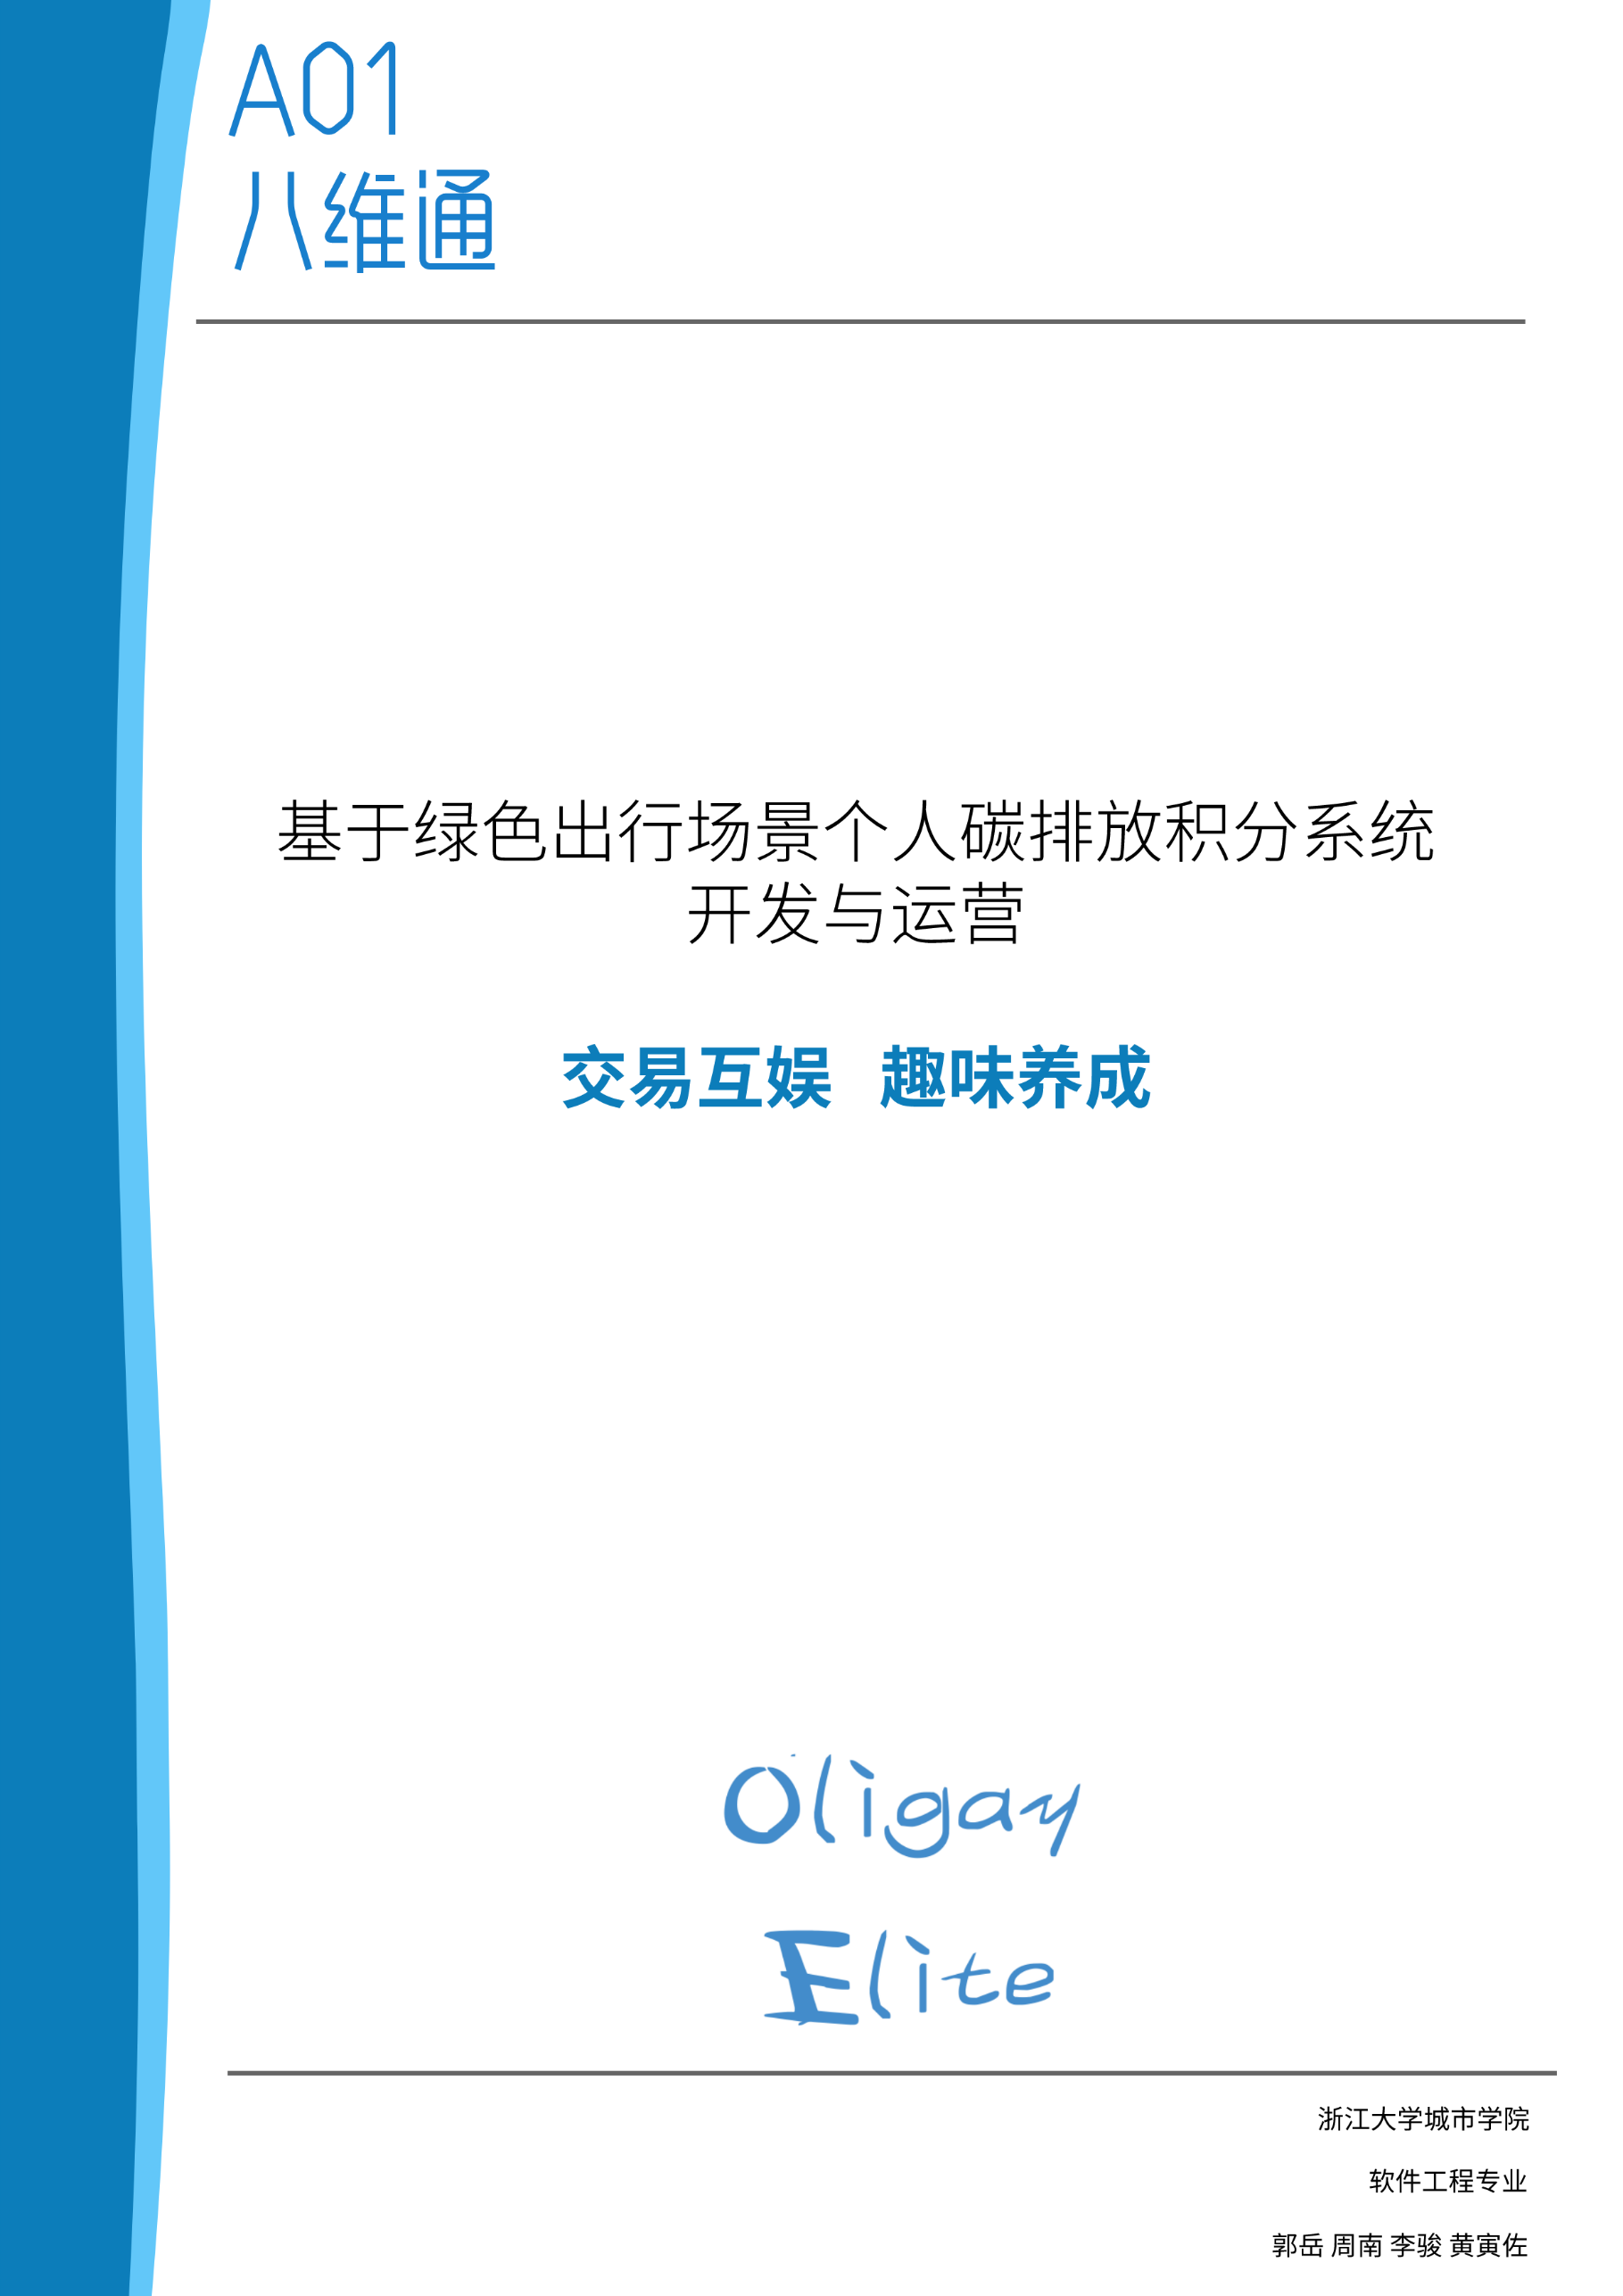 A01
八维通
基于绿色出行场景个人碳排放积分系统
开发与运营
交易互娱 趣味养成
Oligay
Elite
浙江大学城市学院
软件工程专业
郭岳 周南 李骏 黄寅佐